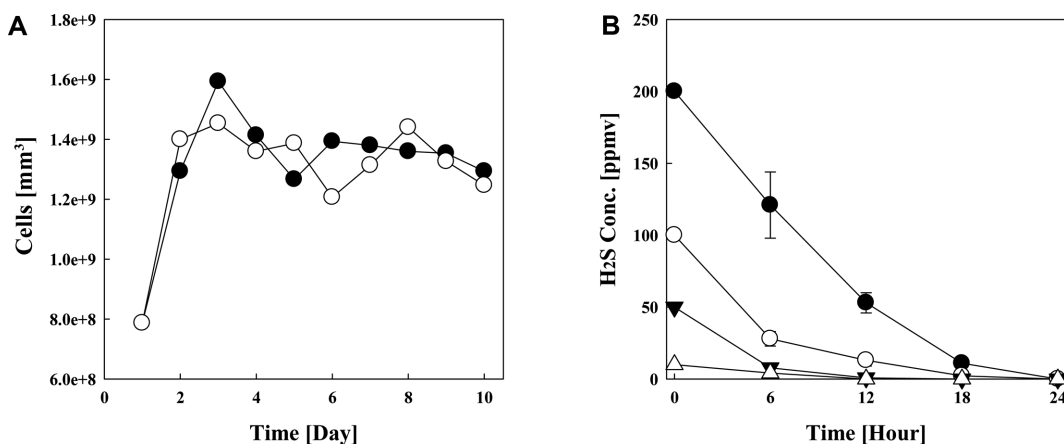 A
1.8e+9
1.6e+9
1.4e+9
1.2e+9
1.0e+9
8.0e+8
6.0e+8
Cells [mm³]
0 2 4 6 8 10
Time [Day]
B
250
200
150
100
50
0
H2S Conc. [ppmv]
0 6 12 18 24
Time [Hour]